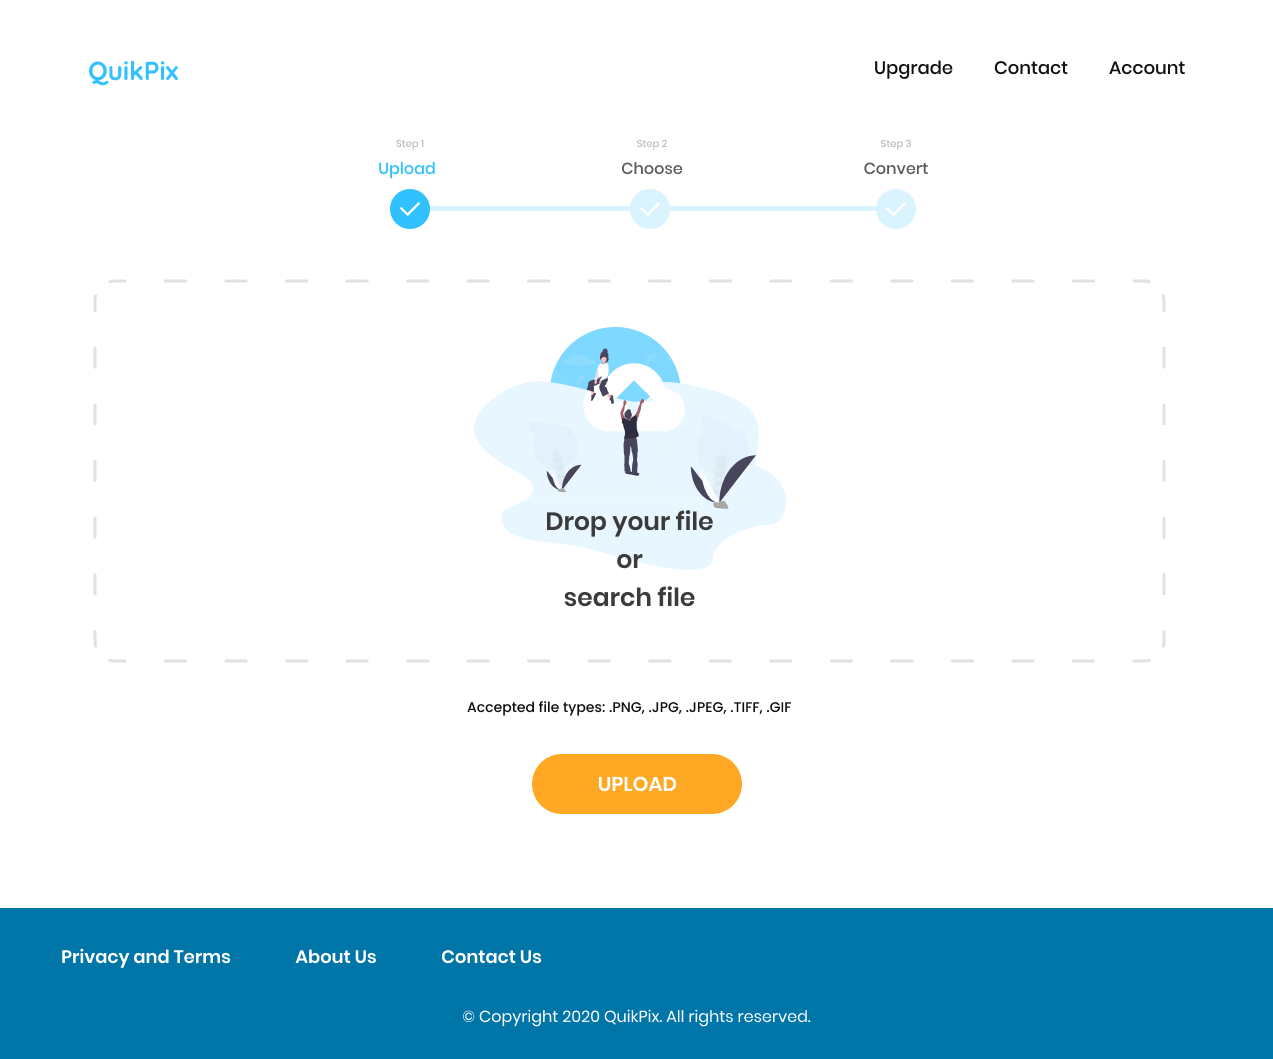 QuikPix
Upgrade Contact Account
Step 1 Step 2 Step 3
Upload Choose Convert
Drop your file
or
search file
Accepted file types: .PNG, .JPG, .JPEG, .TIFF, .GIF
UPLOAD
Privacy and Terms About Us Contact Us
© Copyright 2020 QuikPix. All rights reserved.